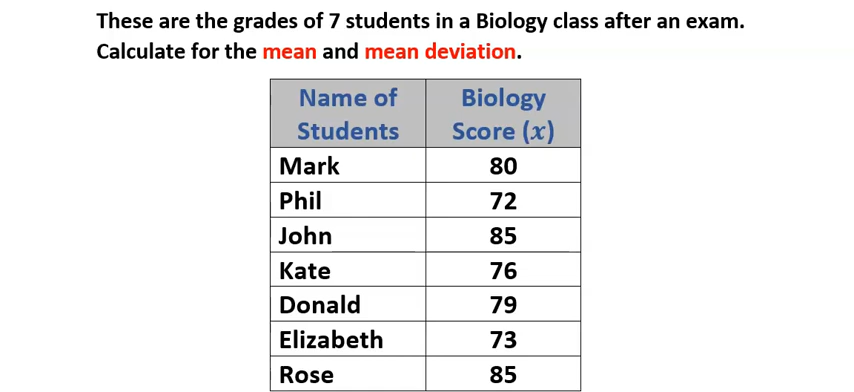 These are the grades of 7 students in a Biology class after an exam.
Calculate for the mean and mean deviation.
Name of Students Biology Score (x)
Mark 80
Phil 72
John 85
Kate 76
Donald 79
Elizabeth 73
Rose 85